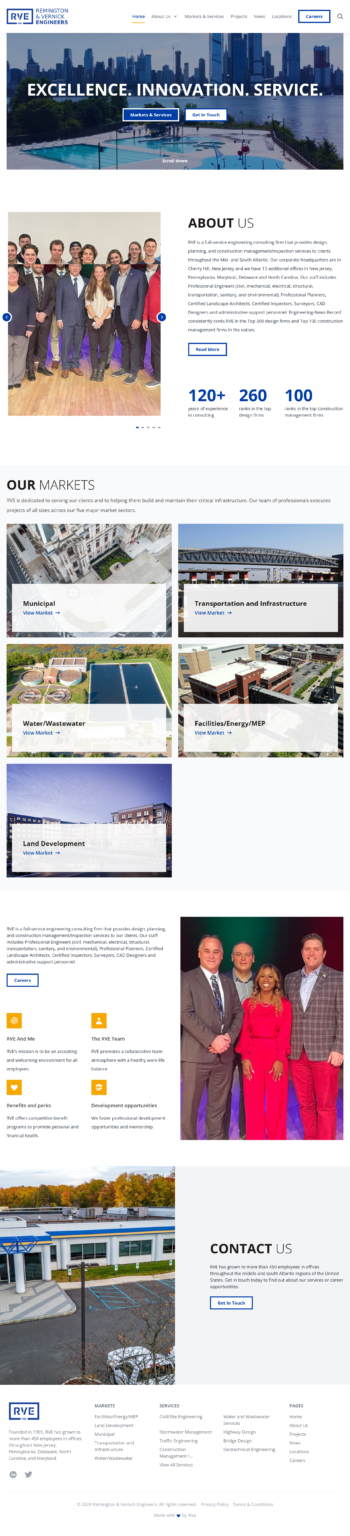 RVE REMINGTON
& VERNICK
ENGINEERS
Home About Us Markets & Services Projects News Locations Careers
EXCELLENCE. INNOVATION. SERVICE.
Markets & Services Get In Touch
Scroll Down
ABOUT US
RVE is a full-service engineering consulting firm that provides design,
planning, and construction management/inspection services to clients
throughout the Mid- and South Atlantic. Our corporate headquarters are in
Cherry Hill, New Jersey and we have 12 additional offices in New Jersey,
Pennsylvania, Maryland, Delaware and North Carolina. Our staff includes
Professional Engineers (civil, mechanical, electrical, structural,
transportation, sanitary, and environmental), Professional Planners,
Certified Landscape Architects, Certified Inspectors, Surveyors, CAD
Designers and administrative support personnel. Engineering News Record
consistently ranks RVE in the Top 260 design firms and Top 100 construction
management firms in the nation.
Read More
120+ 260 100
years of experience ranks in the top ranks in the top construction
in consulting design firms management firms
OUR MARKETS
RVE is dedicated to serving our clients and to helping them build and maintain their critical infrastructure. Our team of professionals executes
projects of all sizes across our five major market sectors.
Municipal
View Market →
Transportation and Infrastructure
View Market →
Water/Wastewater
View Market →
Facilities/Energy/MEP
View Market →
Land Development
View Market →
RVE is a full-service engineering consulting firm that provides design, planning,
and construction management/inspection services to our clients. Our staff
includes Professional Engineers (civil, mechanical, electrical, structural,
transportation, sanitary, and environmental), Professional Planners, Certified
Landscape Architects, Certified Inspectors, Surveyors, CAD Designers and
administrative support personnel.
Careers
RVE And Me
RVE's mission is to be an accepting
and welcoming environment for all
employees.
The RVE Team
RVE promotes a collaborative team
atmosphere with a healthy work-life
balance.
Benefits and perks
RVE offers competitive benefit
programs to promote personal and
financial health.
Development opportunities
We foster professional development
opportunities and mentorship.
CONTACT US
RVE has grown to more than 450 employees in offices
throughout the middle and south Atlantic regions of the United
States. Get in touch today to find out about our services or career
opportunities.
Get In Touch
RVE
Founded in 1901, RVE has grown to
more than 400 employees in offices
throughout New Jersey,
Pennsylvania, Delaware, North
Carolina, and Maryland.
MARKETS
Facilities/Energy/MEP
Land Development
Municipal
Transportation and
Infrastructure
Water/Wastewater
SERVICES
Civil/Site Engineering
Stormwater Management
Traffic Engineering
Construction
Management /...
View All Services
Water and Wastewater
Services
Highway Design
Bridge Design
Geotechnical Engineering
PAGES
Home
About Us
Projects
News
Locations
Careers
© 2024 Remington & Vernick Engineers. All rights reserved. Privacy Policy Terms & Conditions
Made with ❤ by Rise